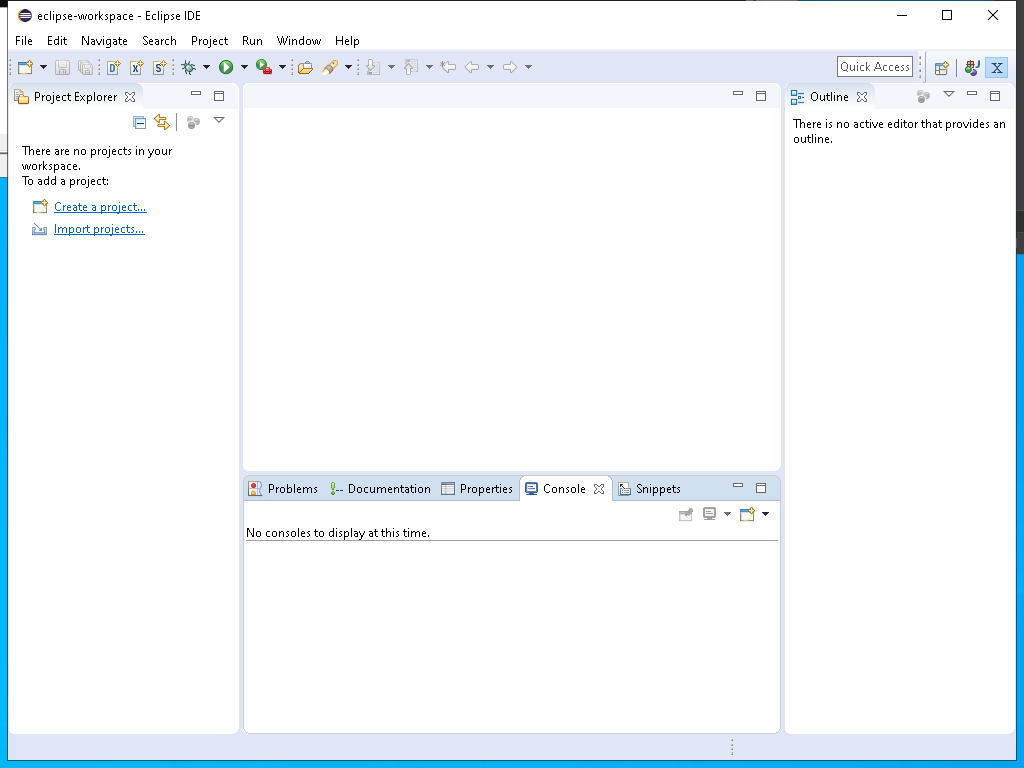 eclipse-workspace - Eclipse IDE
File Edit Navigate Search Project Run Window Help
Quick Access
Project Explorer
There are no projects in your
workspace.
To add a project:
Create a project...
Import projects...
Outline
There is no active editor that provides an
outline.
Problems Documentation Properties Console Snippets
No consoles to display at this time.